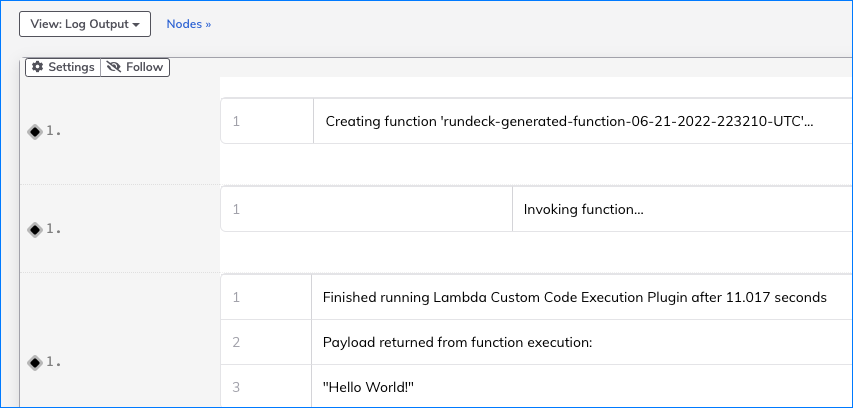 View: Log Output
Nodes »
Settings
Follow
1.
1
Creating function 'rundeck-generated-function-06-21-2022-223210-UTC'...
1.
1
Invoking function...
1.
1
Finished running Lambda Custom Code Execution Plugin after 11.017 seconds
2
Payload returned from function execution:
3
"Hello World!"